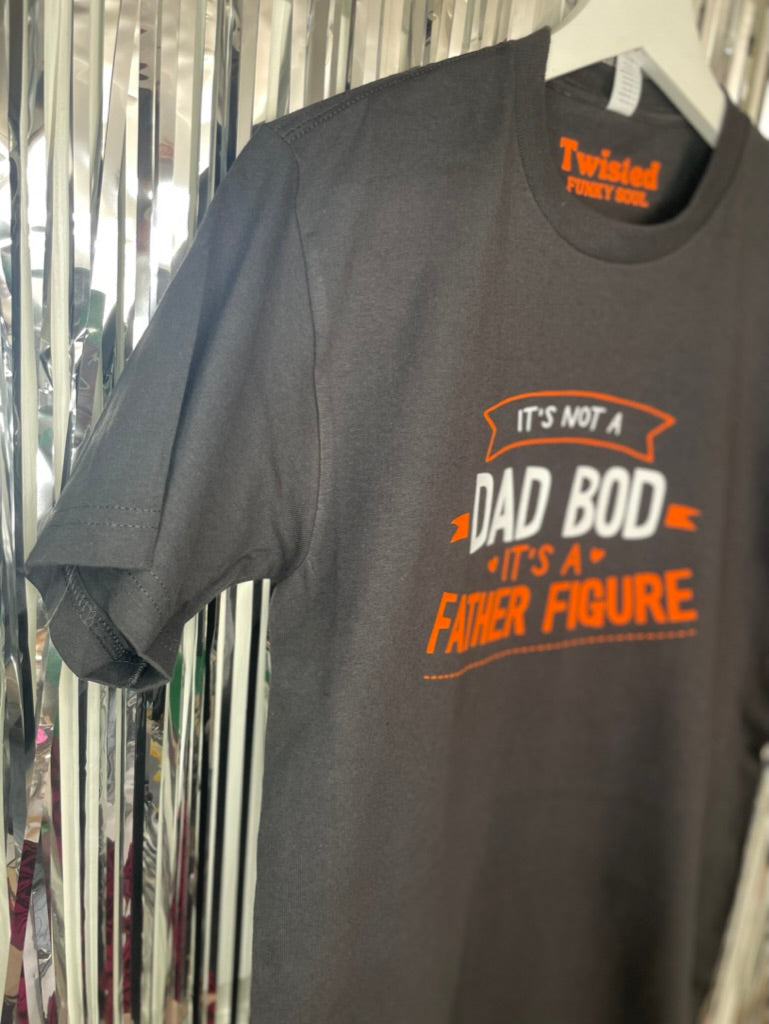 Twisted
FUNKY SOUL
IT'S NOT A
DAD BOD
IT'S A
FATHER FIGURE